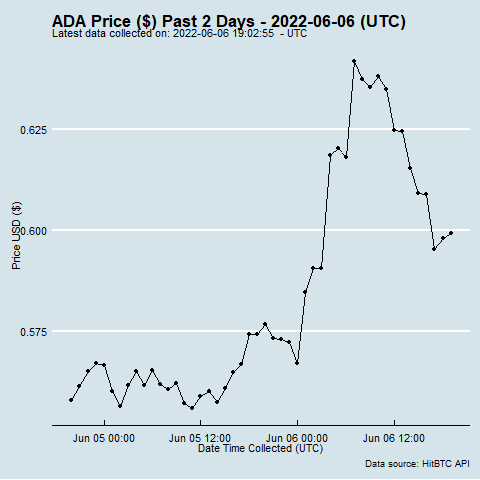 ADA Price ($) Past 2 Days - 2022-06-06 (UTC)
Latest data collected on: 2022-06-06 19:02:55 - UTC
Price USD ($)
0.625
0.600
0.575
Jun 05 00:00 Jun 05 12:00 Jun 06 00:00 Jun 06 12:00
Date Time Collected (UTC)
Data source: HitBTC API